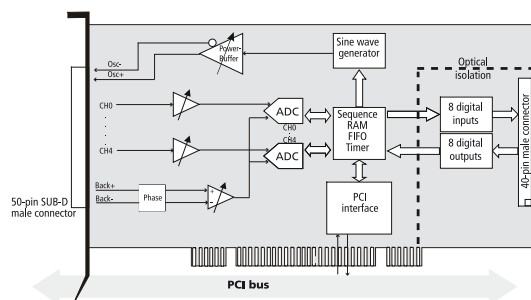 Osc-
Osc+
Power-
Buffer
Sine wave
generator
Optical
isolation
CH0
CH4
ADC
CH0
CH4
ADC
Sequence
RAM
FIFO
Timer
8 digital
inputs
8 digital
outputs
40-pin male connector
Back+
Back-
Phase
+
-
PCI
interface
50-pin SUB-D
male connector
PCI bus